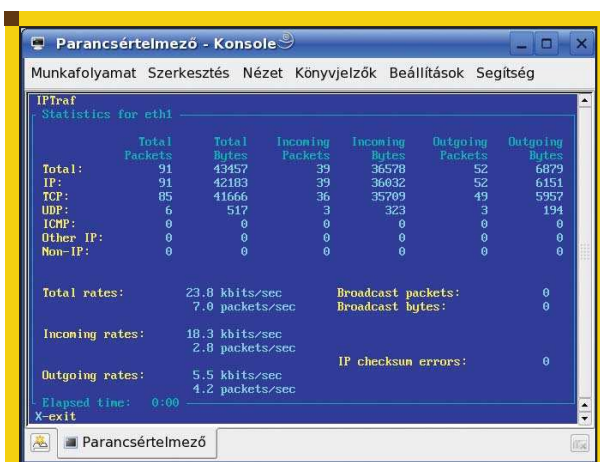 Parancsértelmező - Konsole
Munkafolyamat Szerkesztés Nézet Könyvjelzők Beállítások Segítség
IPTraf
Statistics for eth1
Total Total Incoming Incoming Outgoing Outgoing
Packets Bytes Packets Bytes Packets Bytes
Total: 91 43457 39 36578 52 6879
IP: 91 42183 39 36032 52 6151
TCP: 85 41666 36 35709 49 5957
UDP: 6 517 3 323 3 194
ICMP: 0 0 0 0 0 0
Other IP: 0 0 0 0 0 0
Non-IP: 0 0 0 0 0 0
Total rates: 23.8 kbits/sec Broadcast packets: 0
7.0 packets/sec Broadcast bytes: 0
Incoming rates: 18.3 kbits/sec
2.8 packets/sec
IP checksum errors: 0
Outgoing rates: 5.5 kbits/sec
4.2 packets/sec
Elapsed time: 0:00
X-exit
Parancsértelmező